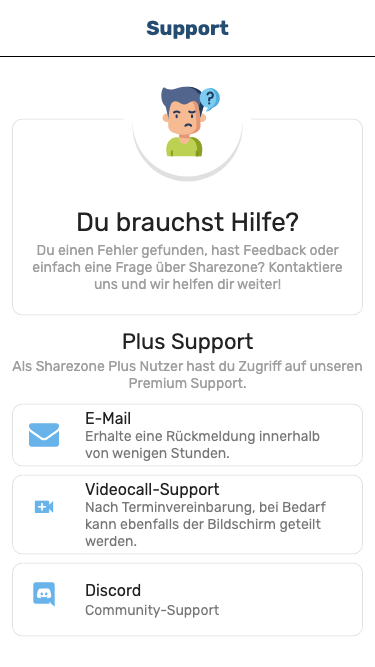 Support
?
Du brauchst Hilfe?
Du einen Fehler gefunden, hast Feedback oder
einfach eine Frage über Sharezone? Kontaktiere
uns und wir helfen dir weiter!
Plus Support
Als Sharezone Plus Nutzer hast du Zugriff auf unseren
Premium Support.
E-Mail
Erhalte eine Rückmeldung innerhalb
von wenigen Stunden.
Videocall-Support
Nach Terminvereinbarung, bei Bedarf
kann ebenfalls der Bildschirm geteilt
werden.
Discord
Community-Support